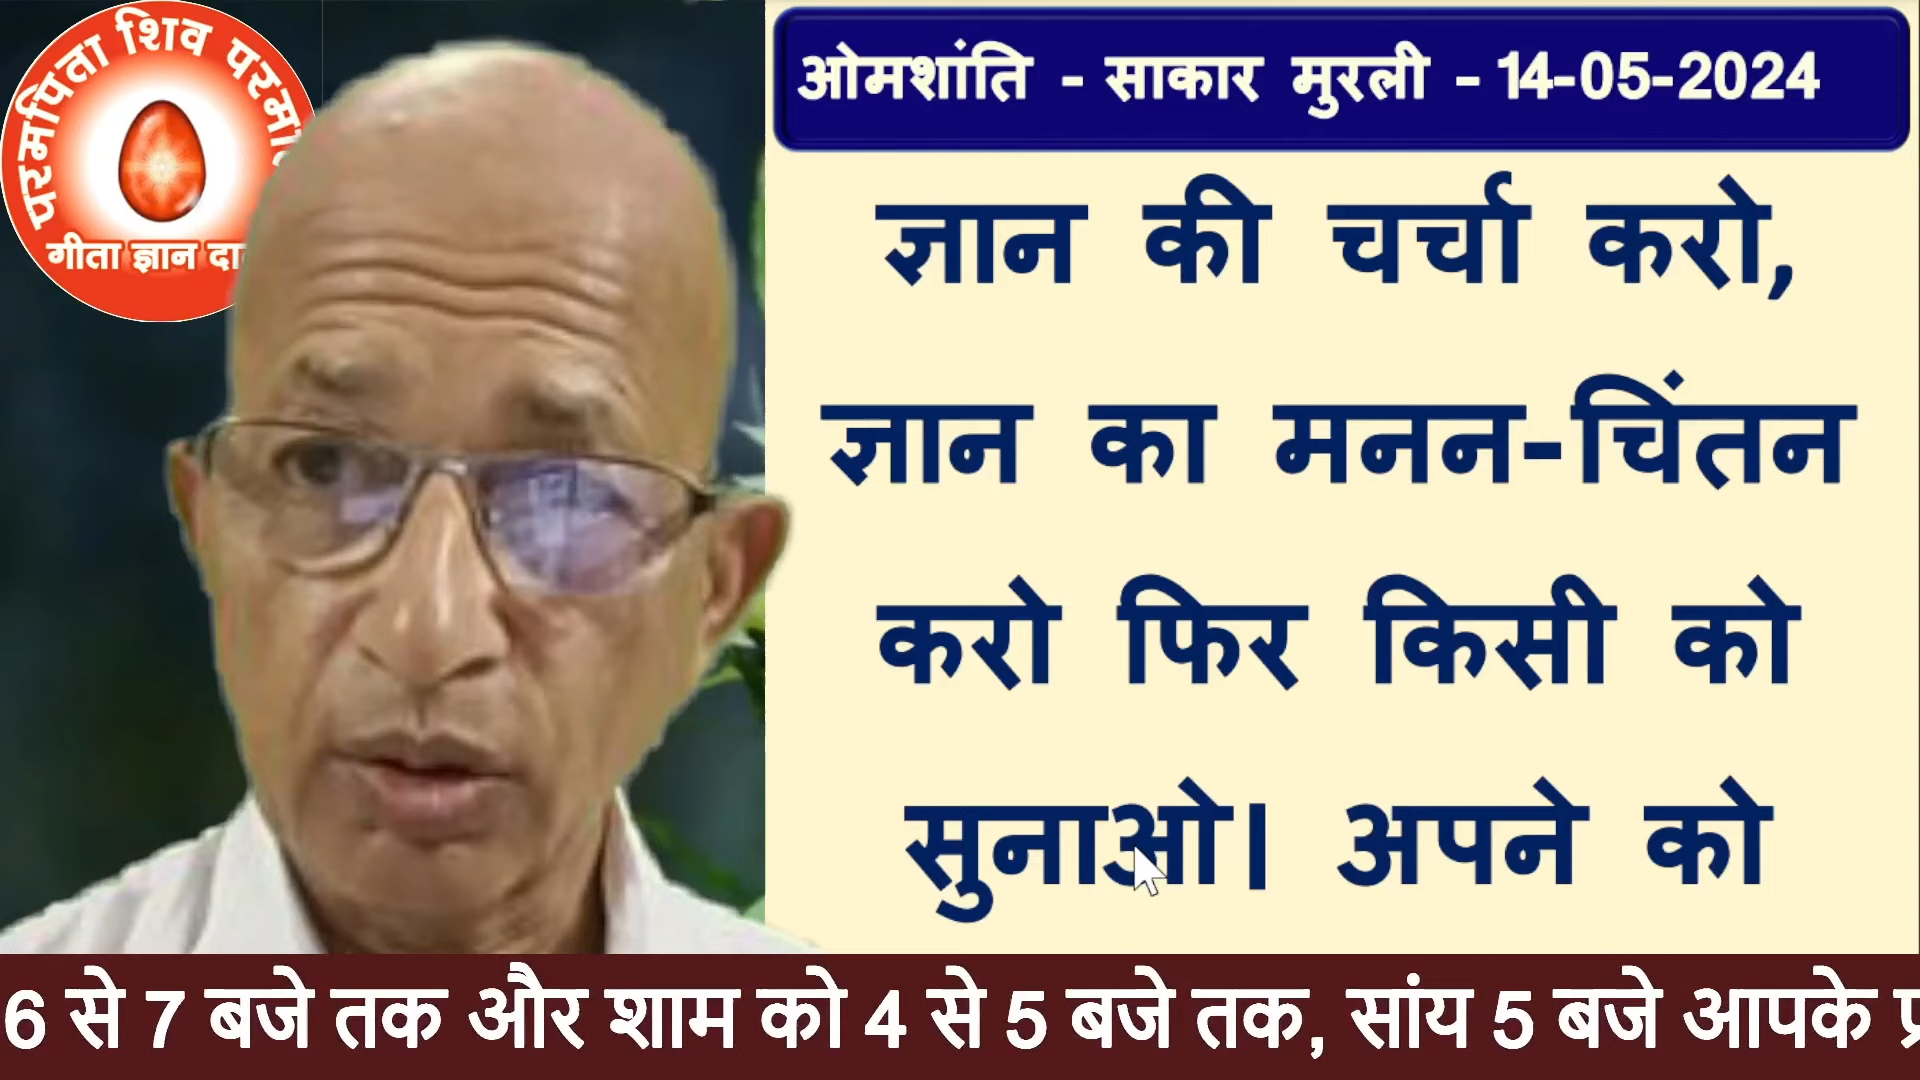 परमपिता शिव
गीता ज्ञान
ओमशांति - साकार मुरली - 14-05-2024
ज्ञान की चर्चा करो,
ज्ञान का मनन-चिंतन
करो फिर किसी को
सुनाओ। अपने को
6 से 7 बजे तक और शाम को 4 से 5 बजे तक, सांय 5 बजे आपके